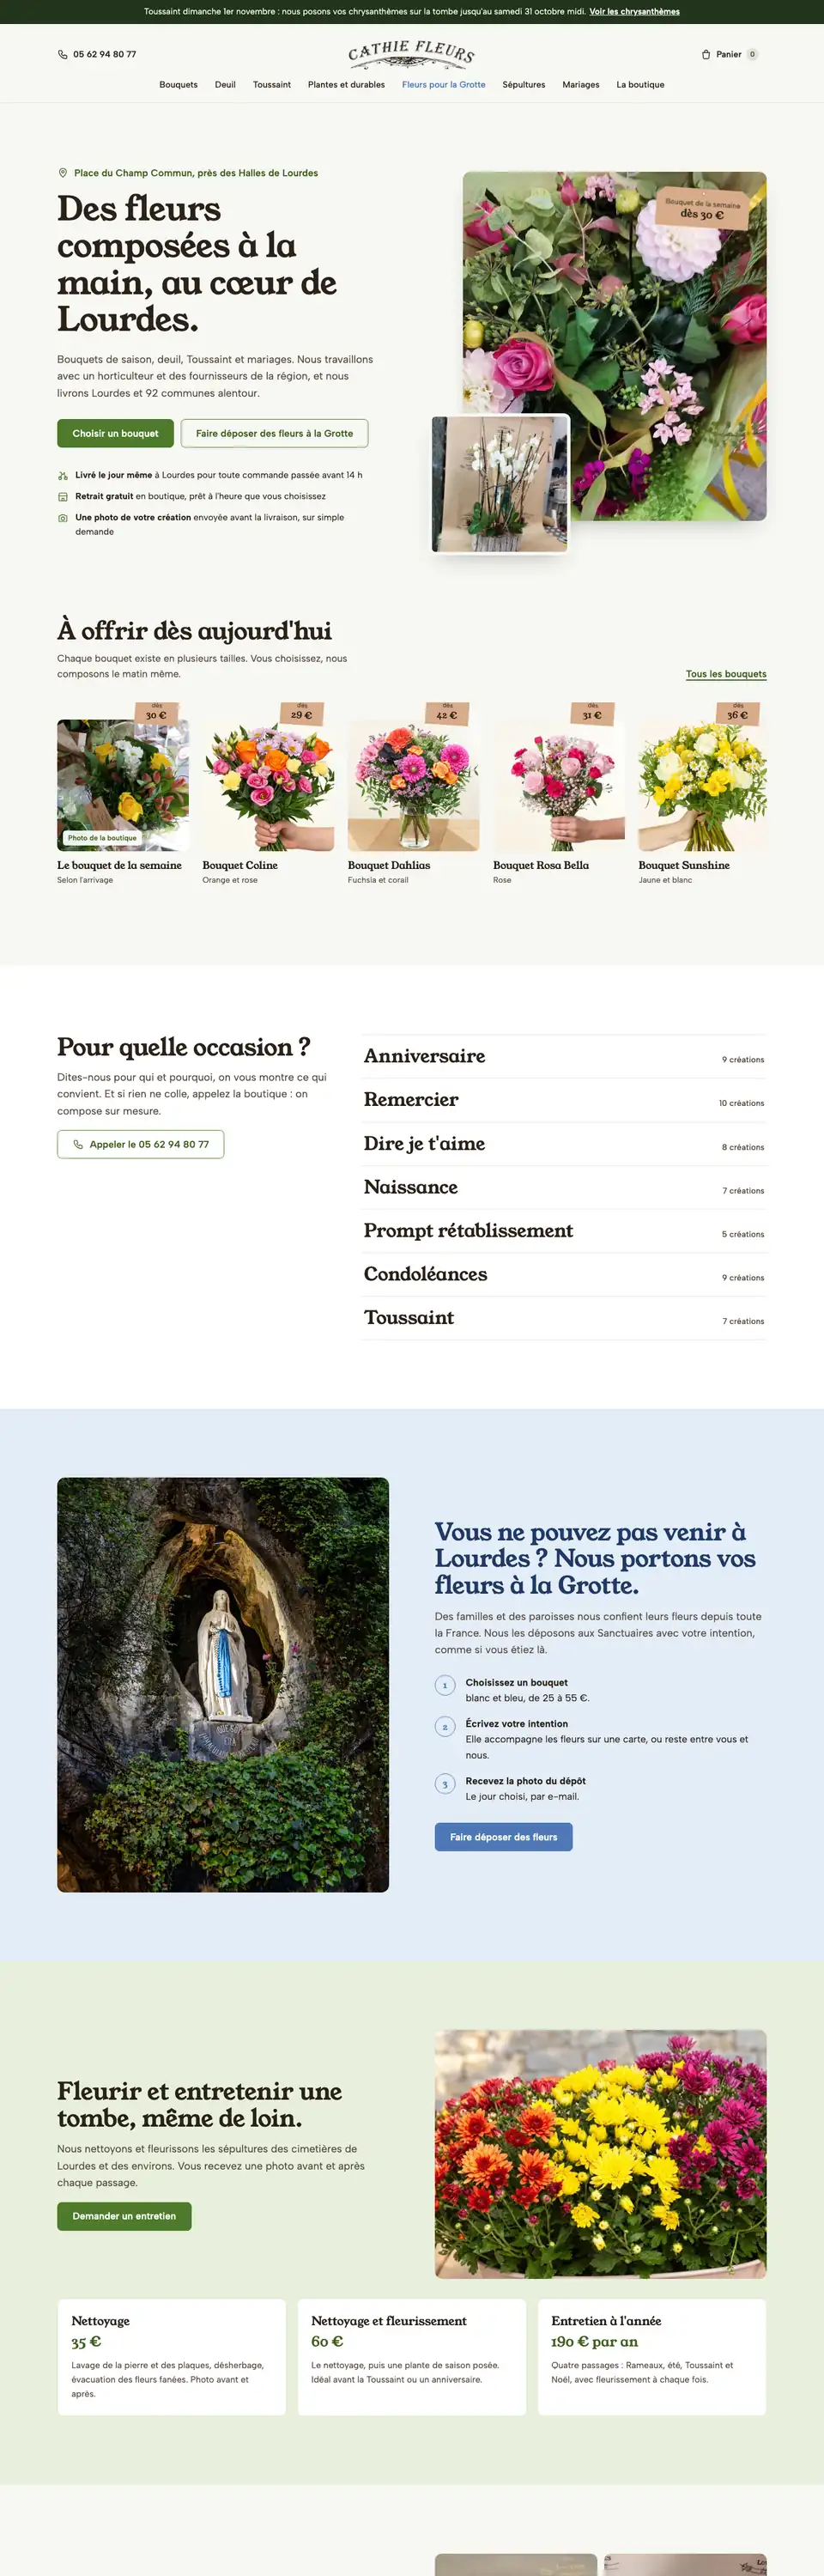 Toussaint dimanche 1er novembre : nous posons vos chrysanthèmes sur la tombe jusqu'au samedi 31 octobre midi. Voir les chrysanthèmes
05 62 94 80 77
CATHIE FLEURS
Panier 0
Bouquets Deuil Toussaint Plantes et durables Fleurs pour la Grotte Sépultures Mariages La boutique
Place du Champ Commun, près des Halles de Lourdes
Des fleurs
composées à la
main, au cœur de
Lourdes.
Bouquet de la semaine
dès 30 €
Bouquets de saison, deuil, Toussaint et mariages. Nous travaillons
avec un horticulteur et des fournisseurs de la région, et nous
livrons Lourdes et 92 communes alentour.
Choisir un bouquet
Faire déposer des fleurs à la Grotte
Livré le jour même à Lourdes pour toute commande passée avant 14 h
Retrait gratuit en boutique, prêt à l'heure que vous choisissez
Une photo de votre création envoyée avant la livraison, sur simple
demande
À offrir dès aujourd'hui
Chaque bouquet existe en plusieurs tailles. Vous choisissez, nous
composons le matin même.
Tous les bouquets
dès
30 €
dès
29 €
dès
42 €
dès
31 €
dès
36 €
Photo de la boutique
Le bouquet de la semaine
Selon l'arrivage
Bouquet Coline
Orange et rose
Bouquet Dahlias
Fuchsia et corail
Bouquet Rosa Bella
Rose
Bouquet Sunshine
Jaune et blanc
Pour quelle occasion ?
Dites-nous pour qui et pourquoi, on vous montre ce qui
convient. Et si rien ne colle, appelez la boutique : on
compose sur mesure.
Appeler le 05 62 94 80 77
Anniversaire 9 créations
Remercier 10 créations
Dire je t'aime 8 créations
Naissance 7 créations
Prompt rétablissement 5 créations
Condoléances 9 créations
Toussaint 7 créations
Vous ne pouvez pas venir à
Lourdes ? Nous portons vos
fleurs à la Grotte.
Des familles et des paroisses nous confient leurs fleurs depuis toute
la France. Nous les déposons aux Sanctuaires avec votre intention,
comme si vous étiez là.
1 Choisissez un bouquet
blanc et bleu, de 25 à 55 €.
2 Écrivez votre intention
Elle accompagne les fleurs sur une carte, ou reste entre vous et
nous.
3 Recevez la photo du dépôt
Le jour choisi, par e-mail.
Faire déposer des fleurs
Fleurir et entretenir une
tombe, même de loin.
Nous nettoyons et fleurissons les sépultures des cimetières de
Lourdes et des environs. Vous recevez une photo avant et après
chaque passage.
Demander un entretien
Nettoyage
35 €
Lavage de la pierre et des plaques, désherbage,
évacuation des fleurs fanées. Photo avant et
après.
Nettoyage et fleurissement
60 €
Le nettoyage, puis une plante de saison posée.
Idéal avant la Toussaint ou un anniversaire.
Entretien à l'année
190 € par an
Quatre passages : Rameaux, été, Toussaint et
Noël, avec fleurissement à chaque fois.